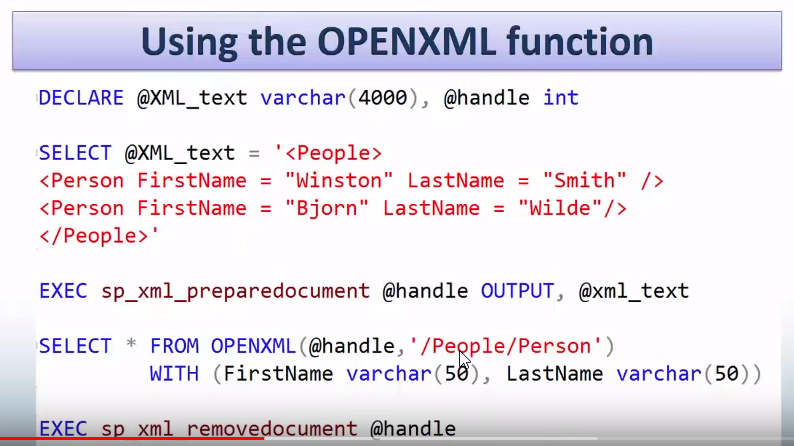 Using the OPENXML function
DECLARE @XML_text varchar(4000), @handle int
SELECT @XML_text = '<People>
<Person FirstName = "Winston" LastName = "Smith" />
<Person FirstName = "Bjorn" LastName = "Wilde"/>
</People>'
EXEC sp_xml_preparedocument @handle OUTPUT, @xml_text
SELECT * FROM OPENXML(@handle,'/People/Person')
WITH (FirstName varchar(50), LastName varchar(50))
EXEC sp_xml_removedocument @handle